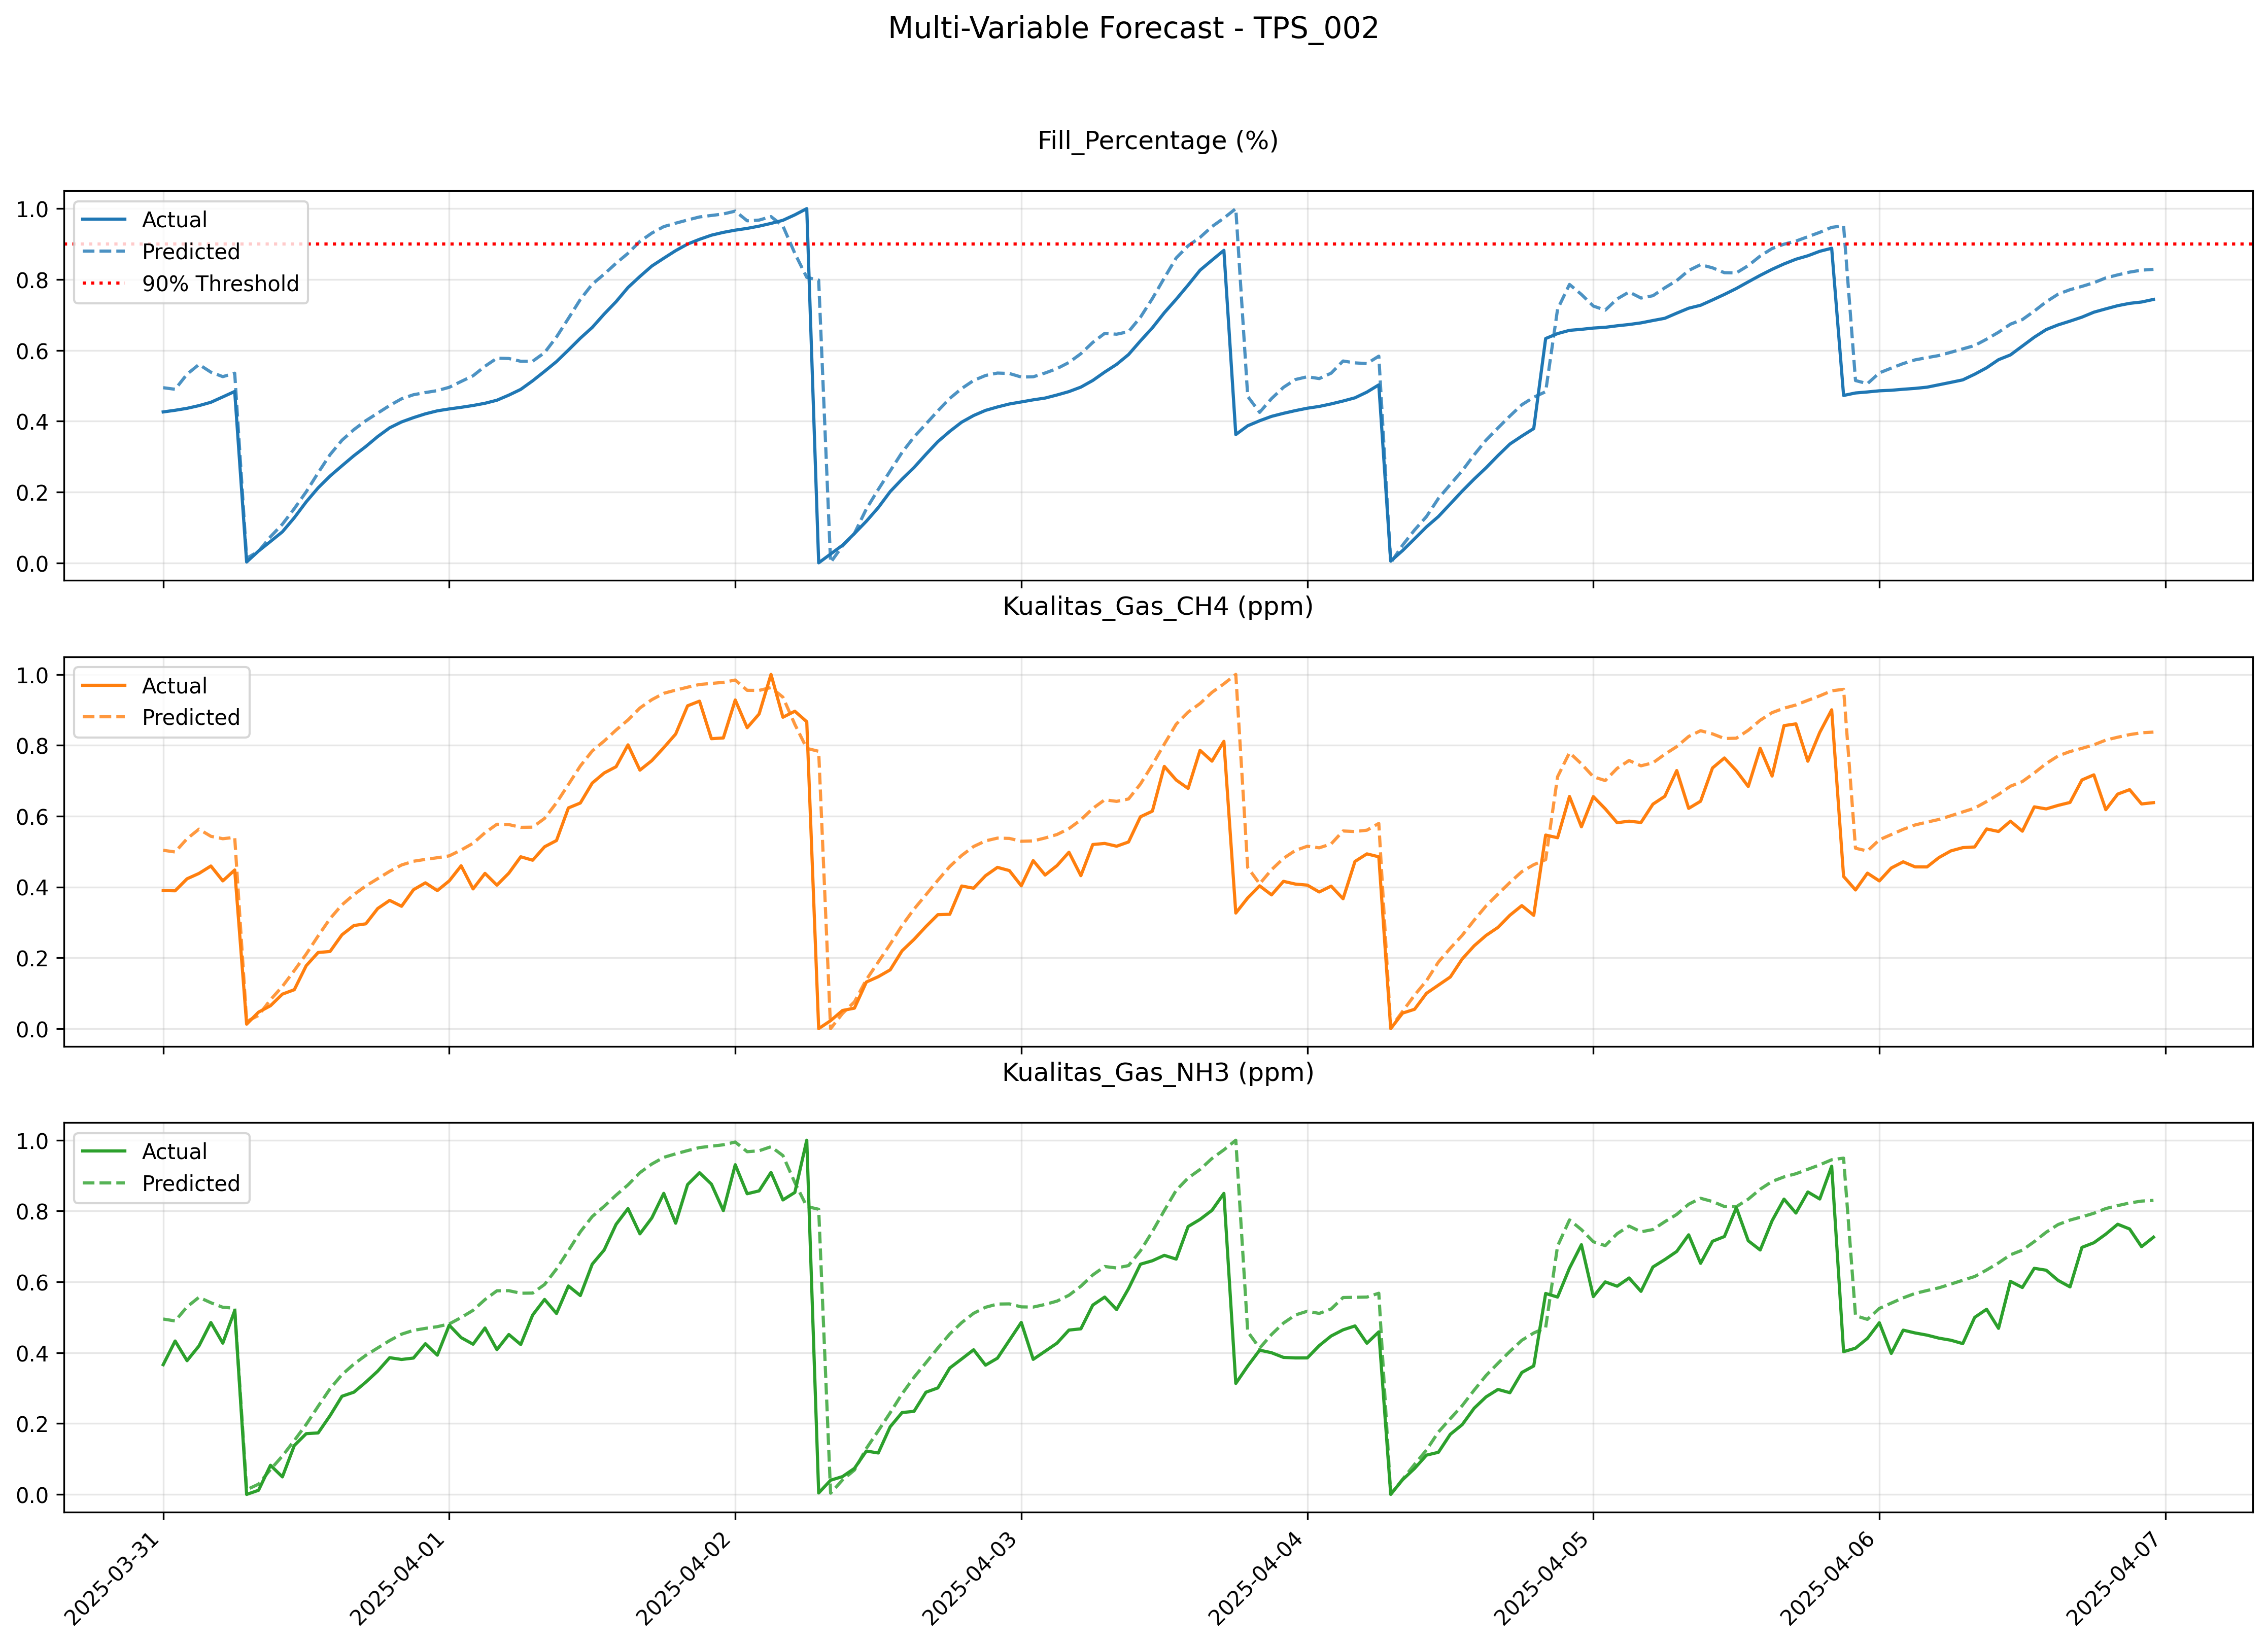 Multi-Variable Forecast - TPS_002
Fill_Percentage (%)
1.0
0.8
0.6
0.4
0.2
0.0
Actual
Predicted
90% Threshold
Kualitas_Gas_CH4 (ppm)
1.0
0.8
0.6
0.4
0.2
0.0
Actual
Predicted
Kualitas_Gas_NH3 (ppm)
1.0
0.8
0.6
0.4
0.2
0.0
Actual
Predicted
2025-03-31
2025-04-01
2025-04-02
2025-04-03
2025-04-04
2025-04-05
2025-04-06
2025-04-07